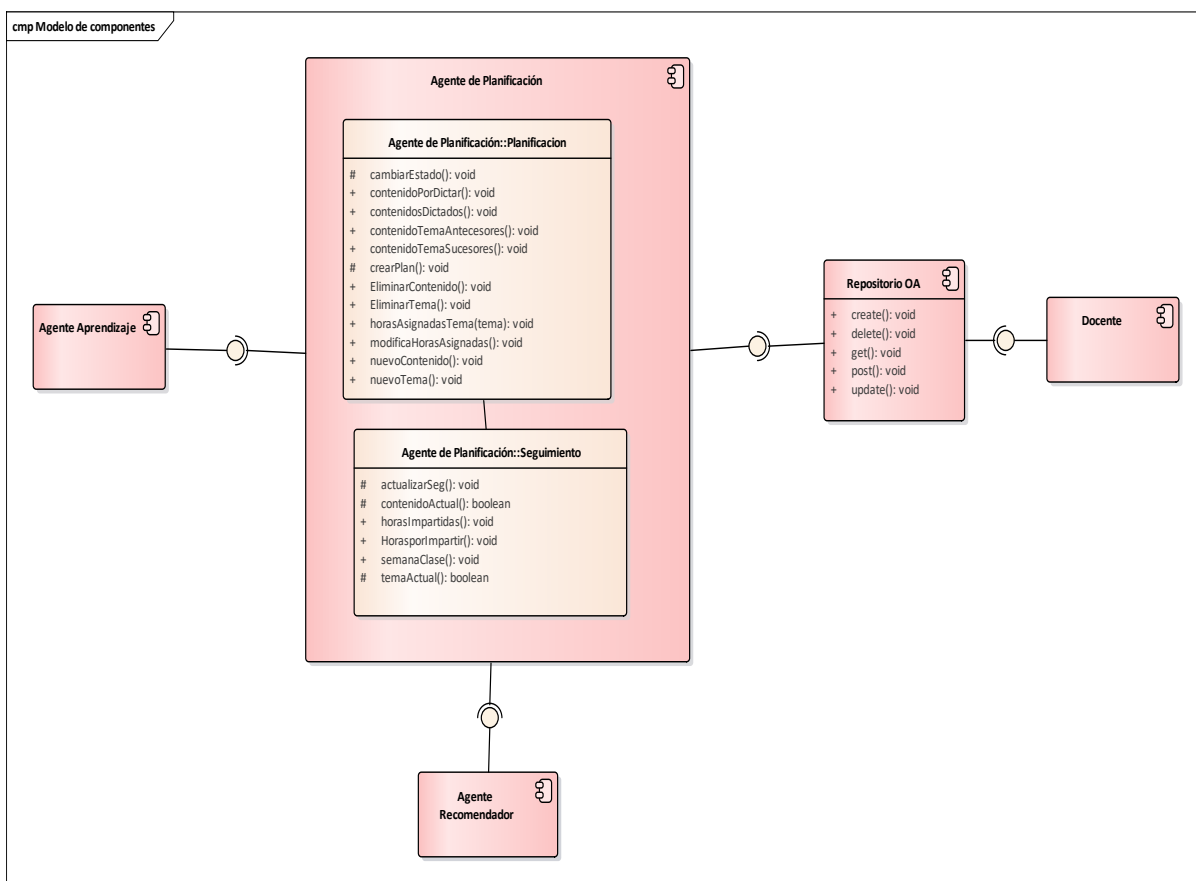 cmp Modelo de componentes
Agente de Planificación
Agente de Planificación::Planificacion
# cambiarEstado(): void
+ contenidoPorDictar(): void
+ contenidosDictados(): void
+ contenidoTemaAntecesores(): void
+ contenidoTemaSucesores(): void
# crearPlan(): void
+ EliminarContenido(): void
+ EliminarTema(): void
+ horasAsignadasTema(tema): void
+ modificaHorasAsignadas(): void
+ nuevoContenido(): void
+ nuevoTema(): void
Agente de Planificación::Seguimiento
# actualizarSeg(): void
# contenidoActual(): boolean
+ horasImpartidas(): void
+ HorasporImpartir(): void
+ semanaClase(): void
# temaActual(): boolean
Agente Aprendizaje
Repositorio OA
+ create(): void
+ delete(): void
+ get(): void
+ post(): void
+ update(): void
Docente
Agente
Recomendador